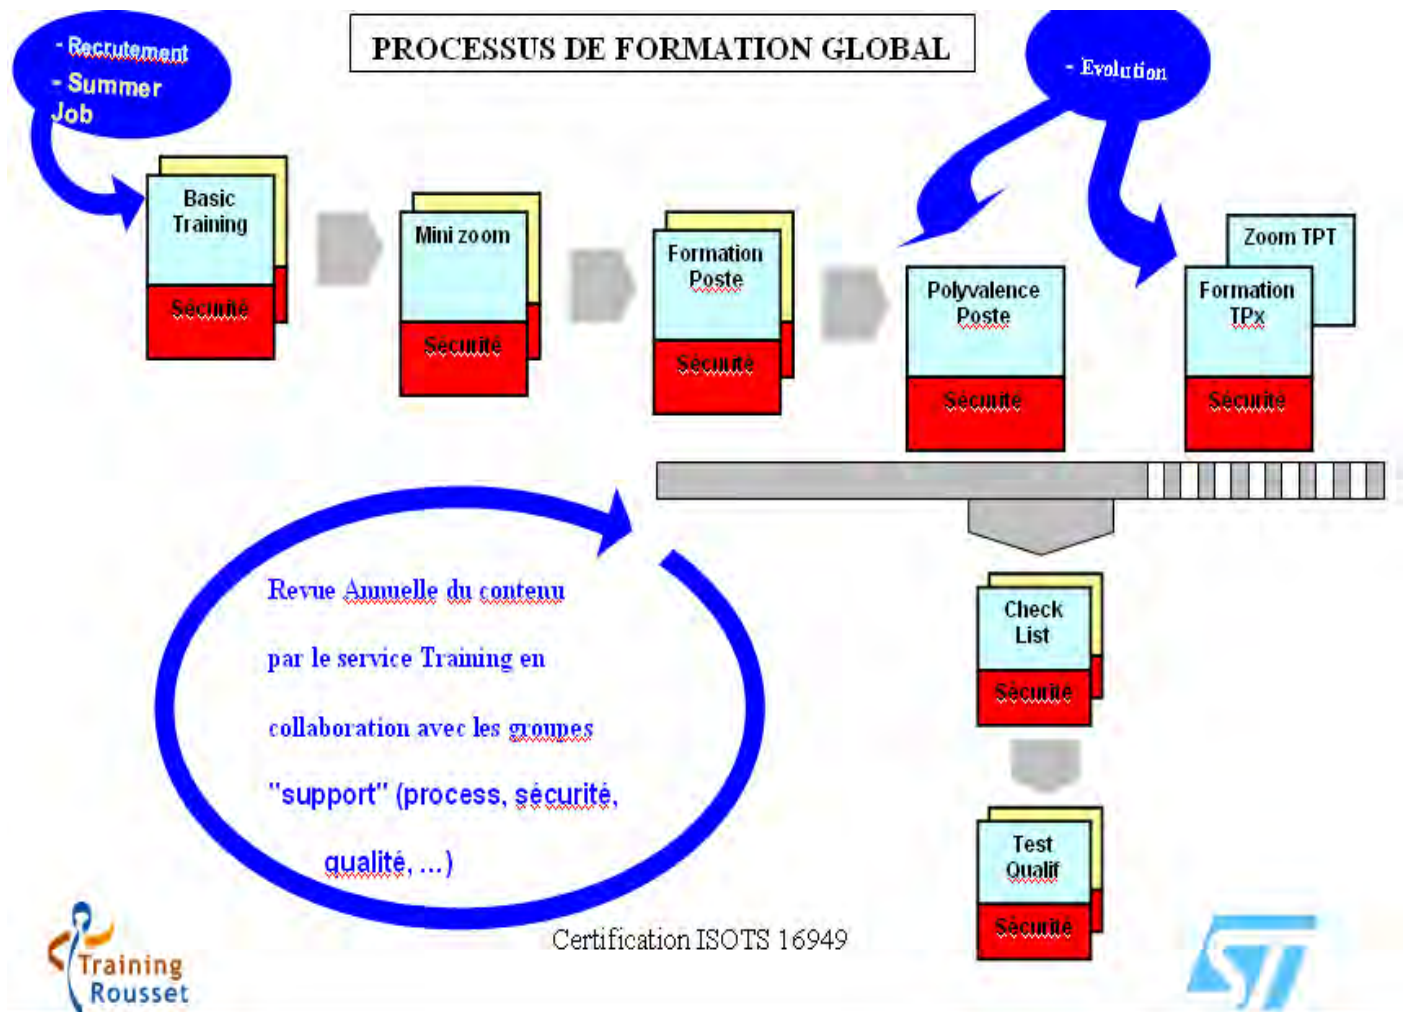 PROCESSUS DE FORMATION GLOBAL
- Recrutement
- Summer
Job
- Evolution
Basic
Training
Sécurité
Mini zoom
Sécurité
Formation
Poste
Sécurité
Polyvalence
Poste
Sécurité
Zoom TPT
Formation
TPx
Sécurité
Revue Annuelle du contenu
par le service Training en
collaboration avec les groupes
"support" (process, sécurité,
qualité, ...)
Check
List
Sécurité
Test
Qualif
Sécurité
Certification ISOTS 16949
Training
Rousset
ST